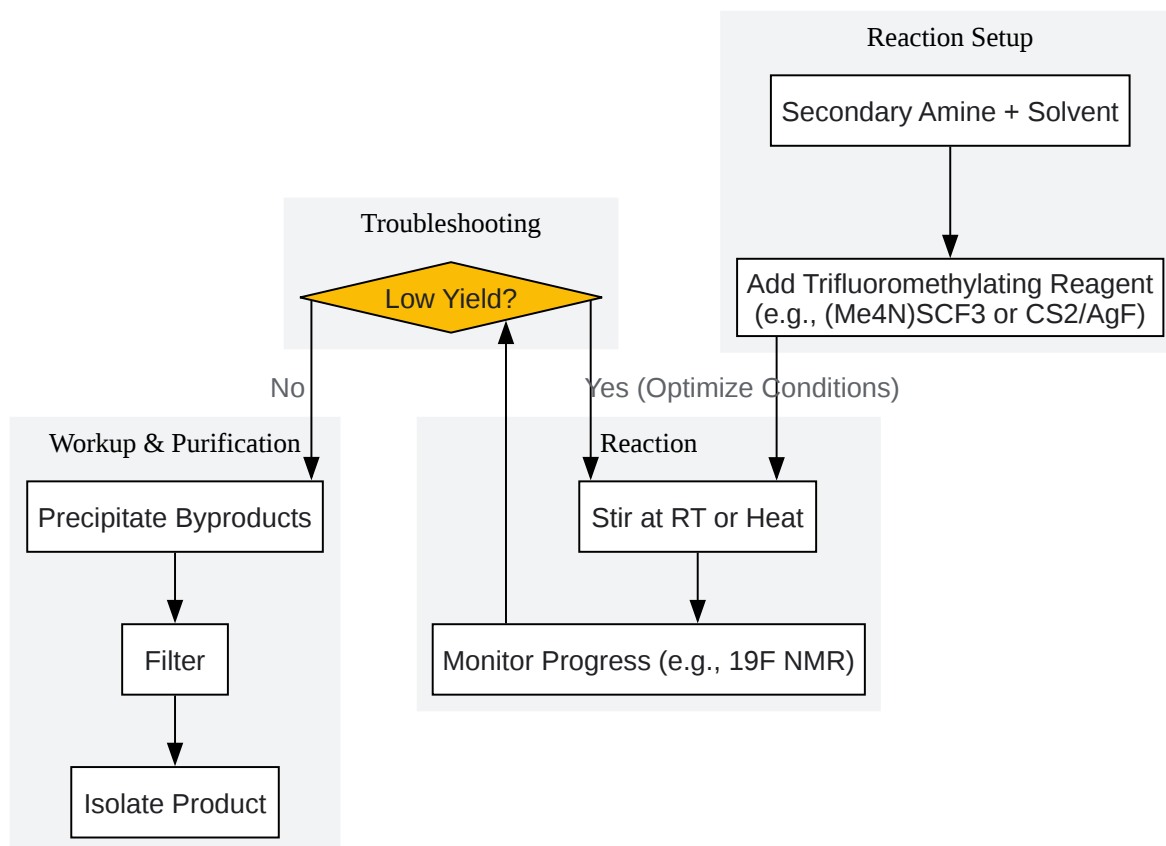 Reaction Setup
Secondary Amine + Solvent
Add Trifluoromethylating Reagent
(e.g., (Me4N)SCF3 or CS2/AgF)
Troubleshooting
Low Yield?
No
Yes (Optimize Conditions)
Workup & Purification
Precipitate Byproducts
Filter
Isolate Product
Reaction
Stir at RT or Heat
Monitor Progress (e.g., 19F NMR)